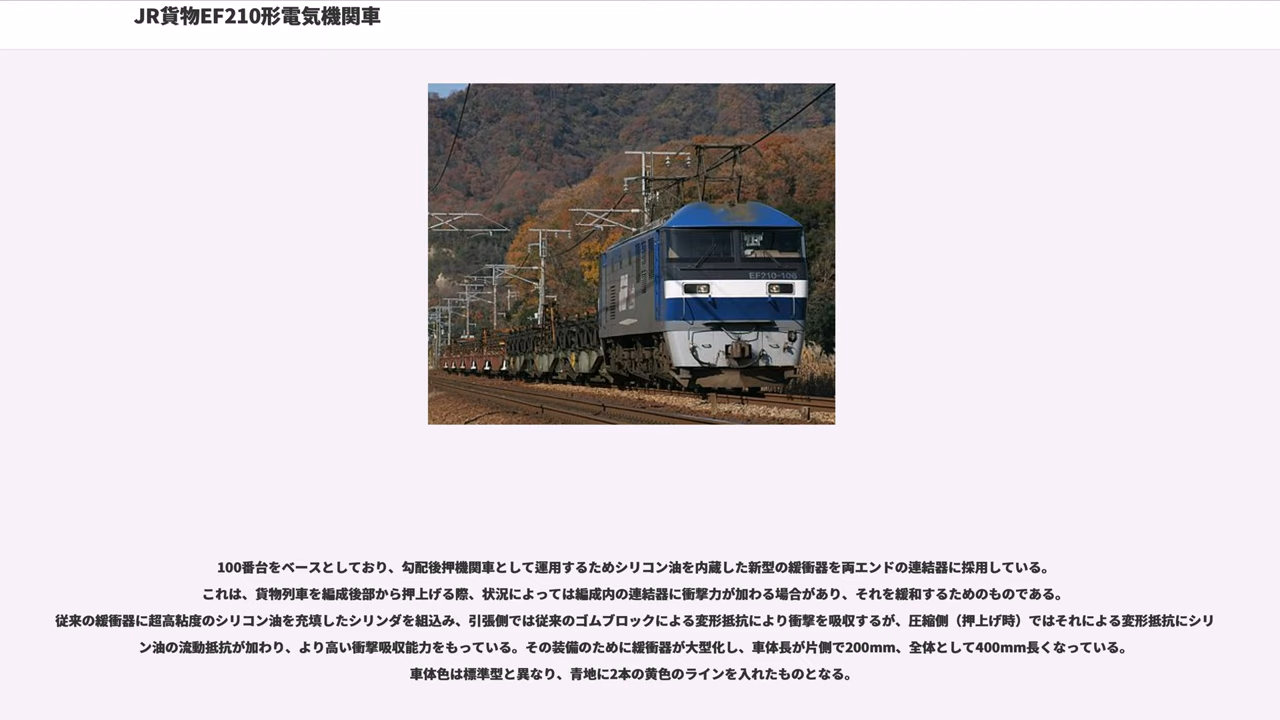 JR貨物EF210形電気機関車
EF210-106
100番台をベースとしており、勾配後押機関車として運用するためシリコン油を内蔵した新型の緩衝器を両エンドの連結器に採用している。
これは、貨物列車を編成後部から押上げる際、状況によっては編成内の連結器に衝撃力が加わる場合があり、それを緩和するためのものである。
従来の緩衝器に超高粘度のシリコン油を充填したシリンダを組込み、引張側では従来のゴムブロックによる変形抵抗により衝撃を吸収するが、圧縮側（押上げ時）ではそれによる変形抵抗にシリ
ン油の流動抵抗が加わり、より高い衝撃吸収能力をもっている。その装備のために緩衝器が大型化し、車体長が片側で200mm、全体として400mm長くなっている。
車体色は標準型と異なり、青地に2本の黄色のラインを入れたものとなる。